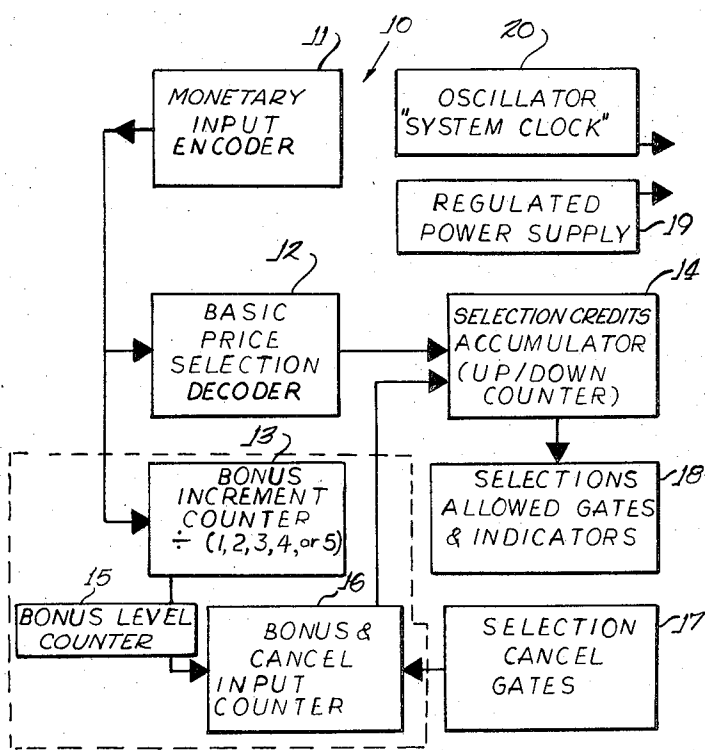 10
11
MONETARY
INPUT
ENCODER
20
OSCILLATOR
"SYSTEM CLOCK"
REGULATED
POWER SUPPLY
19
12
BASIC
PRICE
SELECTION
DECODER
14
SELECTION CREDITS
ACCUMULATOR
(UP/DOWN
COUNTER)
13
BONUS
INCREMENT
COUNTER
÷ (1,2,3,4, or 5)
SELECTIONS
ALLOWED GATES
& INDICATORS
18
15
BONUS LEVEL
COUNTER
16
BONUS &
CANCEL
INPUT
COUNTER
SELECTION
CANCEL
GATES
17